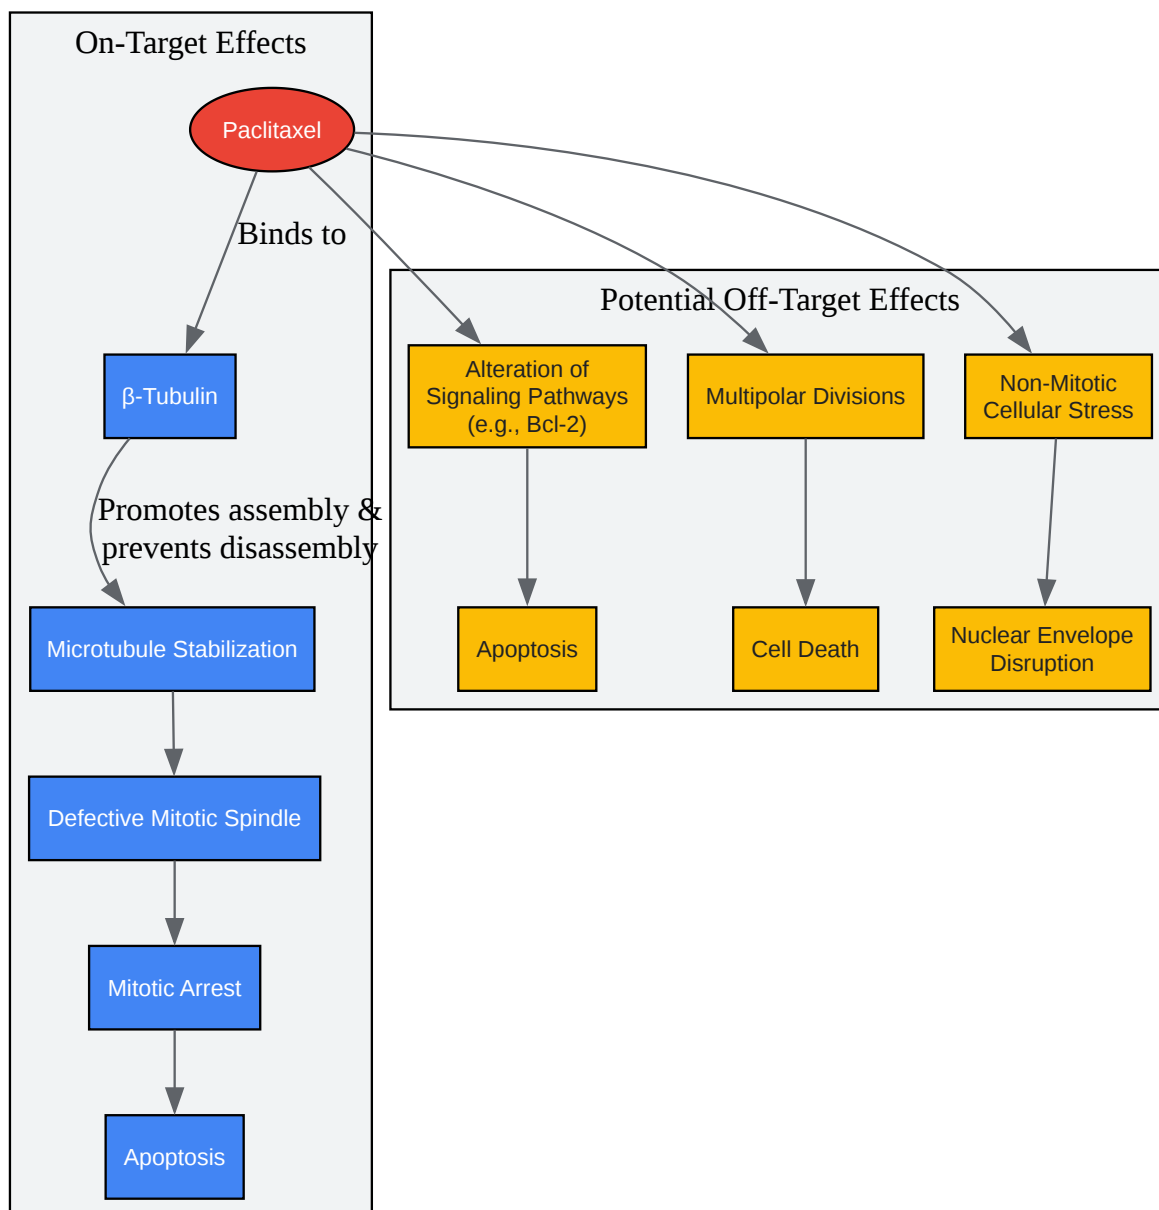 On-Target Effects
Paclitaxel
Binds to
β-Tubulin
Promotes assembly &
prevents disassembly
Microtubule Stabilization
Defective Mitotic Spindle
Mitotic Arrest
Apoptosis
Potential Off-Target Effects
Alteration of
Signaling Pathways
(e.g., Bcl-2)
Multipolar Divisions
Non-Mitotic
Cellular Stress
Apoptosis
Cell Death
Nuclear Envelope
Disruption